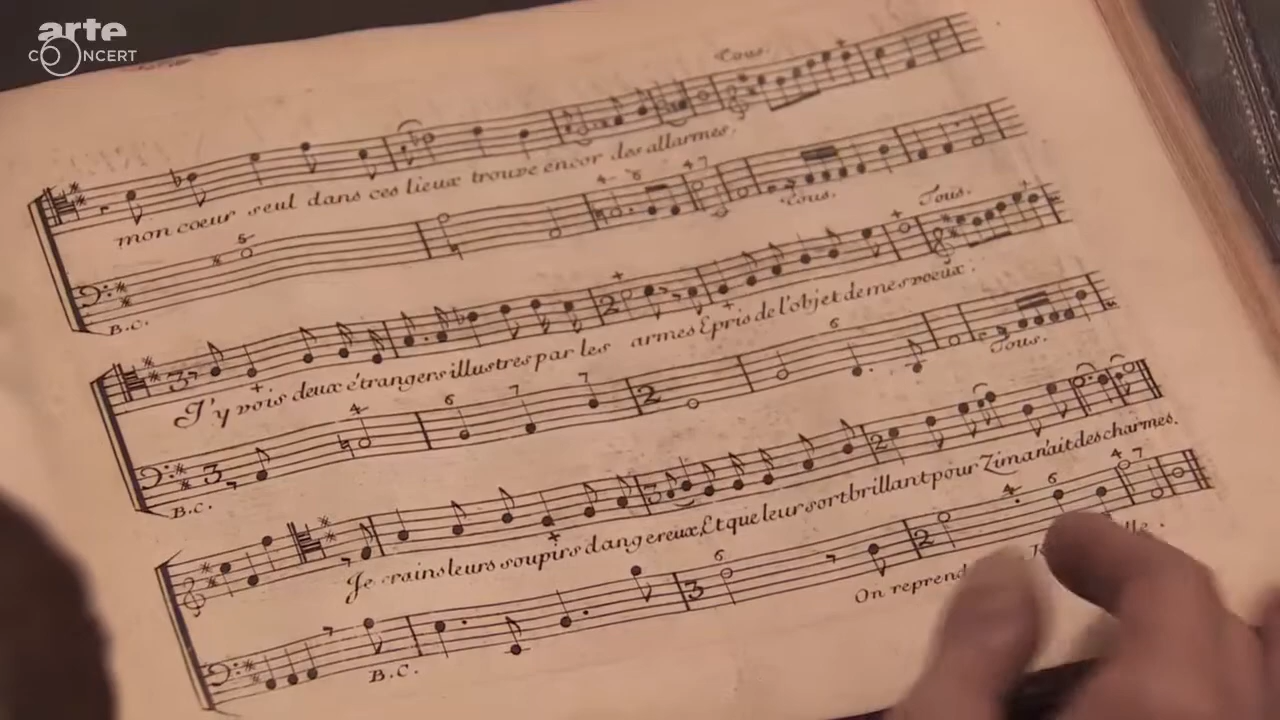 arte
CONCERT
Tous.
mon coeur seul dans ces lieux trouve encor des allarmes.
Tous.
B.C.
Tous.
J'y vois deux étrangers illustres par les armes Epris de l'objet de mes voeux.
Tous.
B.C.
Je crains leurs soupirs dangereux, Et que leur sort brillant pour Zima n'ait des charmes.
On reprend
B.C.